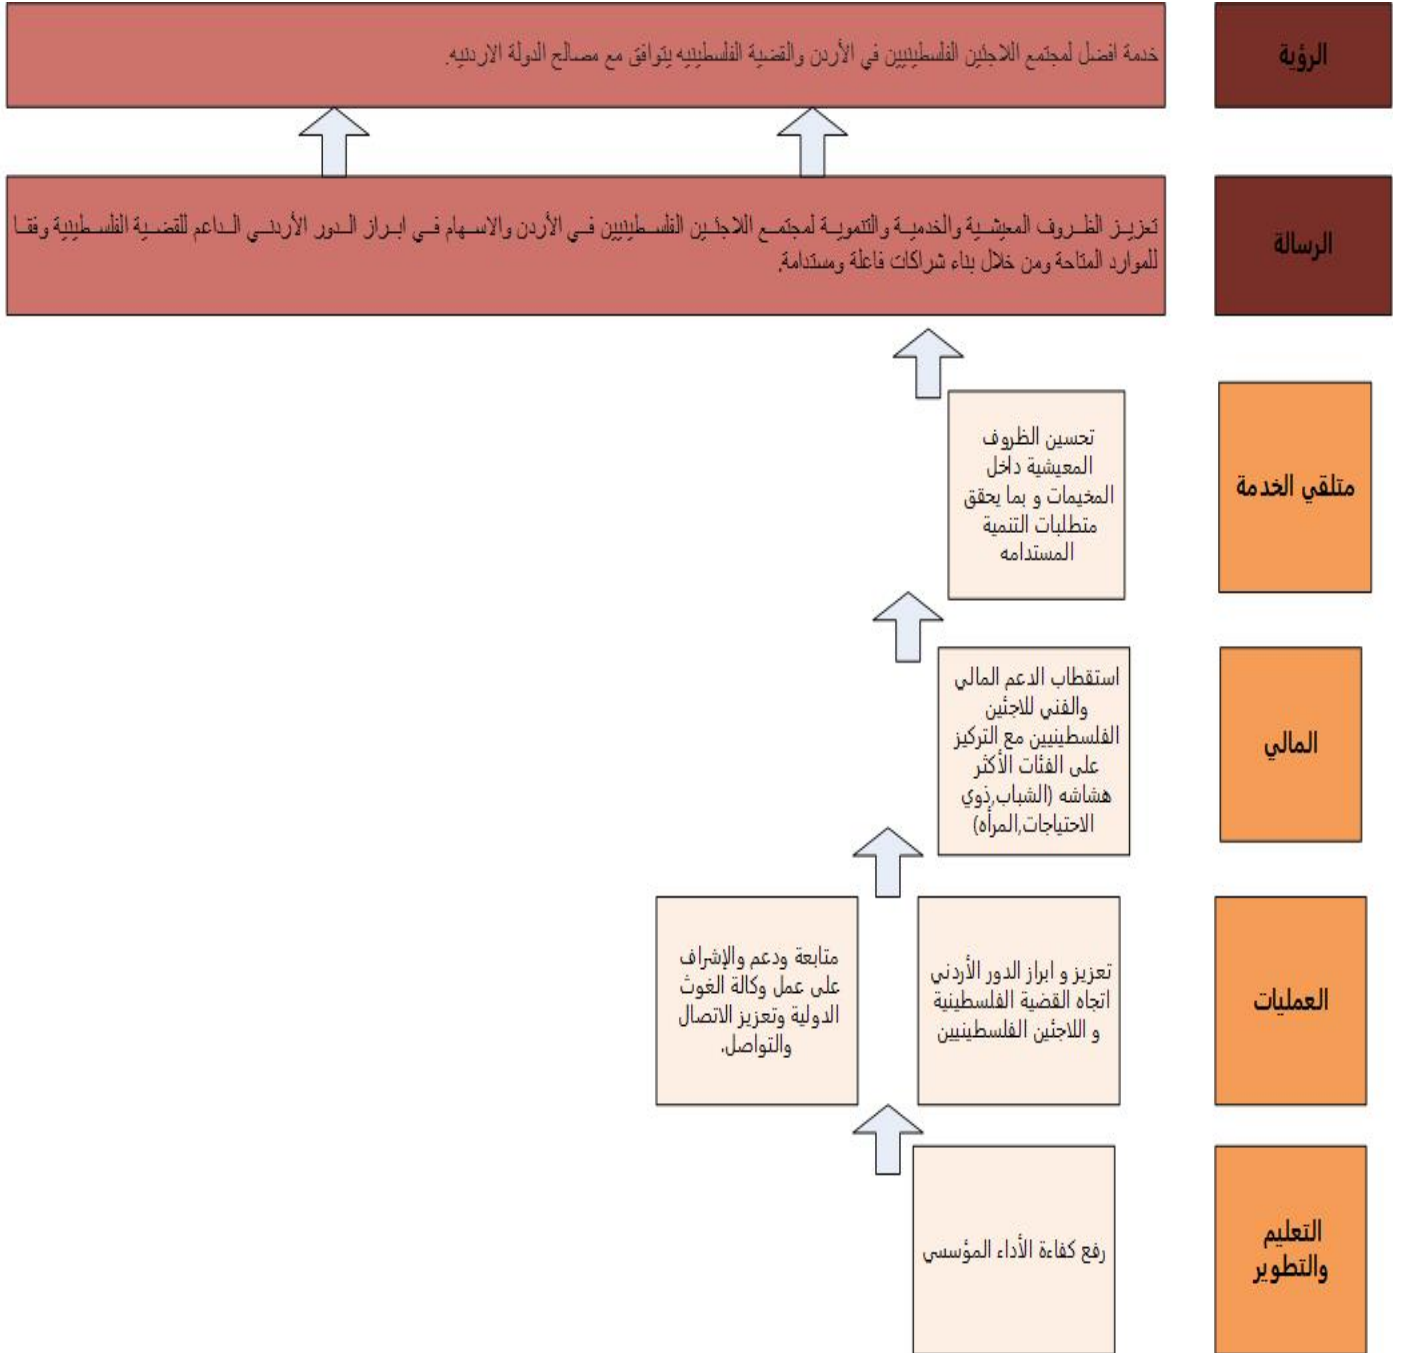 الرؤية
خدمة افضل لمجتمع اللاجئين الفلسطينيين في الأردن والقضية الفلسطينيه يتوافق مع مصالح الدولة الاردنيه.
الرسالة
تعزيز الظروف المعيشية والخدمية والتنموية لمجتمع اللاجئين الفلسطينيين في الأردن والاسهام في ابراز الدور الأردني الداعم للقضية الفلسطينية وفقا
للموارد المتاحة ومن خلال بناء شراكات فاعلة ومستدامة.
متلقي الخدمة
تحسين الظروف
المعيشية داخل
المخيمات و بما يحقق
متطلبات التنمية
المستدامه
المالي
استقطاب الدعم المالي
والفني للاجئين
الفلسطينيين مع التركيز
على الفئات الأكثر
هشاشه (الشباب,ذوي
الاحتياجات,المرأه)
العمليات
تعزيز و ابراز الدور الأردني
اتجاه القضية الفلسطينية
و اللاجئين الفلسطينيين
متابعة ودعم والإشراف
على عمل وكالة الغوث
الدولية وتعزيز الاتصال
والتواصل.
التعليم
والتطوير
رفع كفاءة الأداء المؤسسي